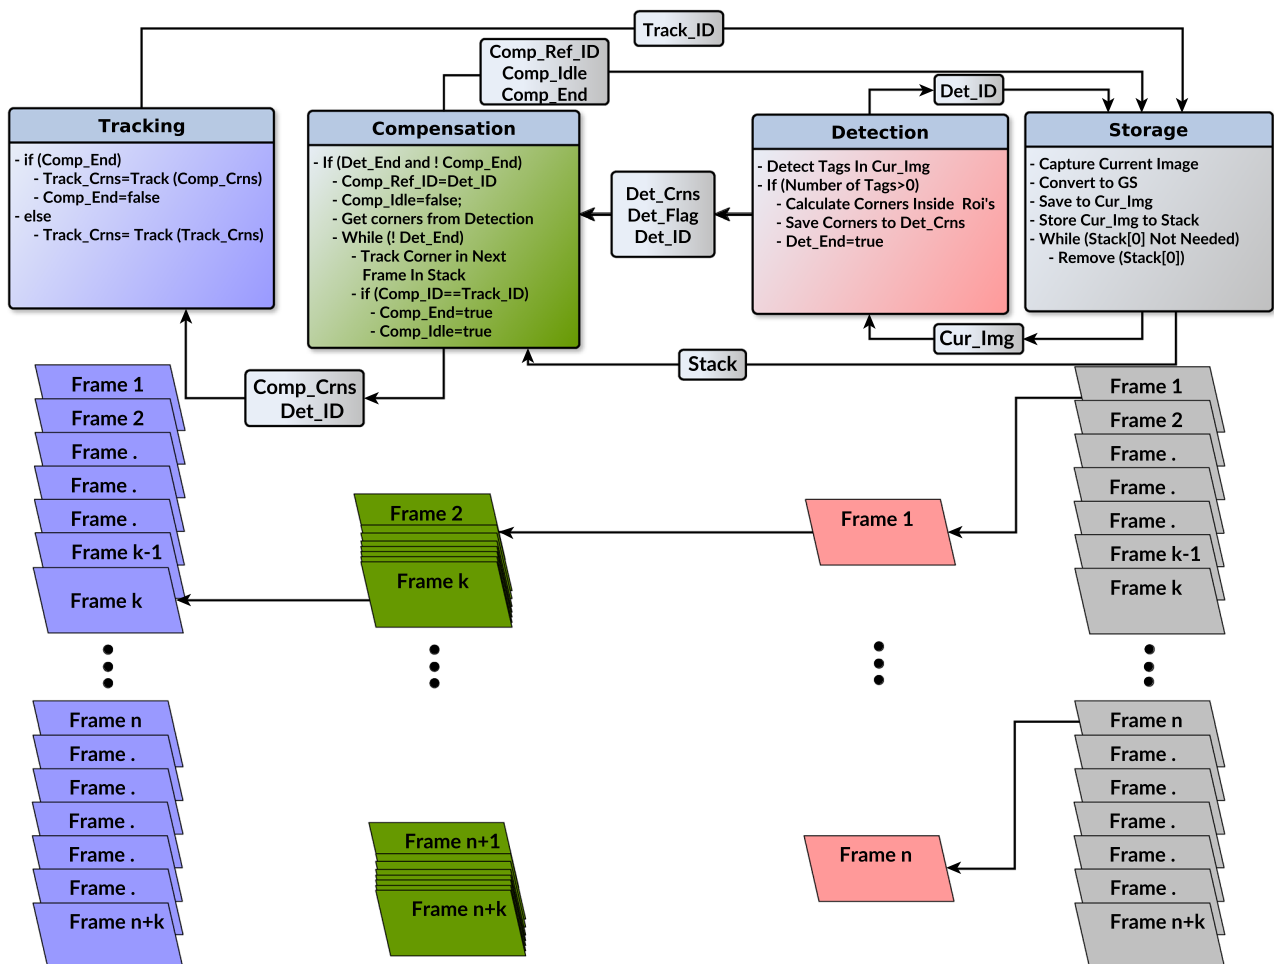 Track_ID
Comp_Ref_ID
Comp_Idle
Comp_End
Det_ID
Tracking
- if (Comp_End)
- Track_Crns=Track (Comp_Crns)
- Comp_End=false
- else
- Track_Crns= Track (Track_Crns)
Compensation
- If (Det_End and ! Comp_End)
- Comp_Ref_ID=Det_ID
- Comp_Idle=false;
- Get corners from Detection
- While (! Det_End)
- Track Corner in Next
Frame In Stack
- if (Comp_ID==Track_ID)
- Comp_End=true
- Comp_Idle=true
Det_Crns
Det_Flag
Det_ID
Detection
- Detect Tags In Cur_Img
- If (Number of Tags>0)
- Calculate Corners Inside Roi's
- Save Corners to Det_Crns
- Det_End=true
Storage
- Capture Current Image
- Convert to GS
- Save to Cur_Img
- Store Cur_Img to Stack
- While (Stack[0] Not Needed)
- Remove (Stack[0])
Cur_Img
Stack
Comp_Crns
Det_ID
Frame 1
Frame 2
Frame .
Frame .
Frame .
Frame k-1
Frame k
Frame 2
Frame k
Frame 1
Frame 1
Frame 2
Frame .
Frame .
Frame .
Frame k-1
Frame k
Frame n
Frame .
Frame .
Frame .
Frame .
Frame .
Frame n+k
Frame n+1
Frame n+k
Frame n
Frame n
Frame .
Frame .
Frame .
Frame .
Frame .
Frame n+k